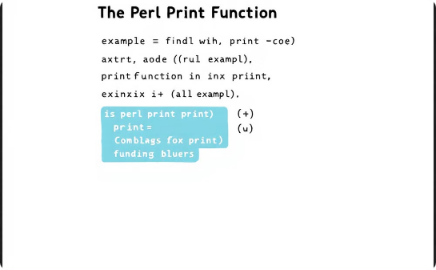 The Perl Print Function
example = findl wih, print -coe)
axtrt, aode ((rul exampl),
print function in inx priint,
exinxix i+ (all exampl).
is perl print print) (+)
print = (u)
Comblags fox print)
funding bluers